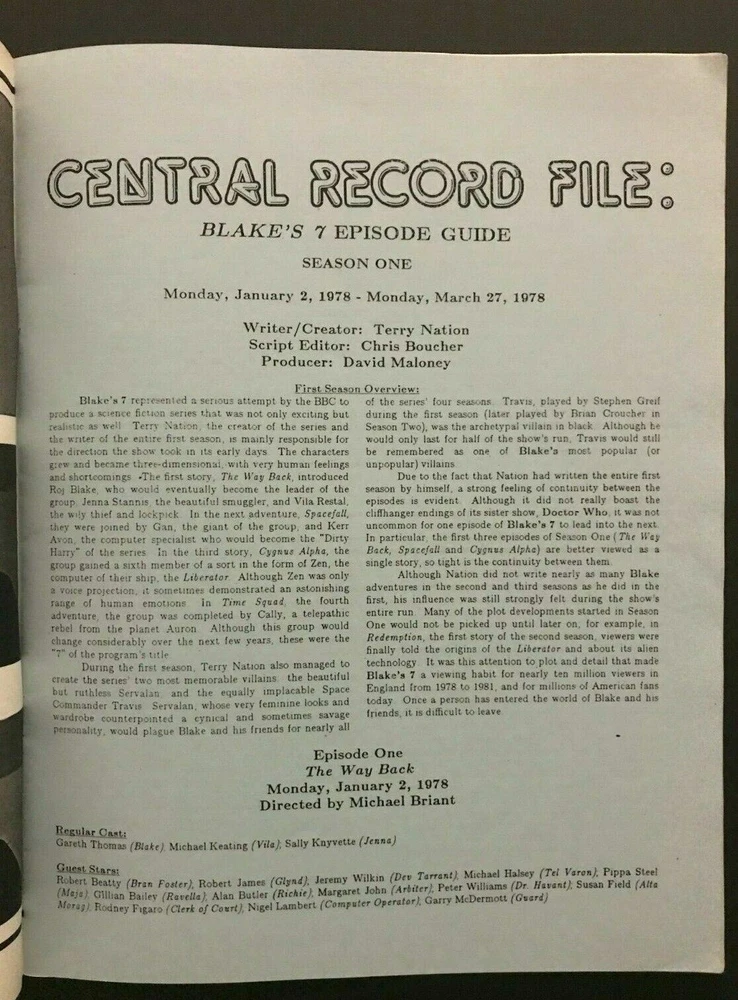 CENTRAL RECORD FILE:
BLAKE'S 7 EPISODE GUIDE
SEASON ONE
Monday, January 2, 1978 - Monday, March 27, 1978
Writer/Creator: Terry Nation
Script Editor: Chris Boucher
Producer: David Maloney
First Season Overview:
Blake's 7 represented a serious attempt by the BBC to
produce a science fiction series that was not only exciting but
realistic as well. Terry Nation, the creator of the series and
the writer of the entire first season, is mainly responsible for
the direction the show took in its early days. The characters
grew and became three-dimensional, with very human feelings
and shortcomings. The first story, The Way Back, introduced
Roj Blake, who would eventually become the leader of the
group, Jenna Stannis, the beautiful smuggler, and Vila Restal,
the wily thief and lockpick. In the next adventure, Spacefall,
they were joined by Gan, the giant of the group, and Kerr
Avon, the computer specialist who would become the "Dirty
Harry" of the series. In the third story, Cygnus Alpha, the
group gained a sixth member of a sort in the form of Zen, the
computer of their ship, the Liberator. Although Zen was only
a voice projection, it sometimes demonstrated an astonishing
range of human emotions. In Time Squad, the fourth
adventure, the group was completed by Cally, a telepathic
rebel from the planet Auron. Although this group would
change considerably over the next few years, these were the
"7" of the program's title.
During the first season, Terry Nation also managed to
create the series' two most memorable villains: the beautiful
but ruthless Servalan, and the equally implacable Space
Commander Travis. Servalan, whose very feminine looks and
wardrobe counterpointed a cynical and sometimes savage
personality, would plague Blake and his friends for nearly all
of the series' four seasons. Travis, played by Stephen Greif
during the first season (later played by Brian Croucher in
Season Two), was the archetypal villain in black. Although he
would only last for half of the show's run, Travis would still
be remembered as one of Blake's most popular (or
unpopular) villains.
Due to the fact that Nation had written the entire first
season by himself, a strong feeling of continuity between the
episodes is evident. Although it did not really boast the
cliffhanger endings of its sister show, Doctor Who, it was not
uncommon for one episode of Blake's 7 to lead into the next.
In particular, the first three episodes of Season One (The Way
Back, Spacefall and Cygnus Alpha) are better viewed as a
single story, so tight is the continuity between them.
Although Nation did not write nearly as many Blake
adventures in the second and third seasons as he did in the
first, his influence was still strongly felt during the show's
entire run. Many of the plot developments started in Season
One would not be picked up until later on, for example, in
Redemption, the first story of the second season, viewers were
finally told the origins of the Liberator and about its alien
technology. It was this attention to plot and detail that made
Blake's 7 a viewing habit for nearly ten million viewers in
England from 1978 to 1981, and for millions of American fans
today. Once a person has entered the world of Blake and his
friends, it is difficult to leave.
Episode One
The Way Back
Monday, January 2, 1978
Directed by Michael Briant
Regular Cast:
Gareth Thomas (Blake), Michael Keating (Vila), Sally Knyvette (Jenna)
Guest Stars:
Robert Beatty (Bran Foster), Robert James (Glynd), Jeremy Wilkin (Dev Tarrant), Michael Halsey (Tel Varon), Pippa Steel
(Maja), Gillian Bailey (Ravella), Alan Butler (Richie), Margaret John (Arbiter), Peter Williams (Dr. Havant), Susan Field (Alta
Morag), Rodney Figaro (Clerk of Court), Nigel Lambert (Computer Operator), Garry McDermott (Guard)